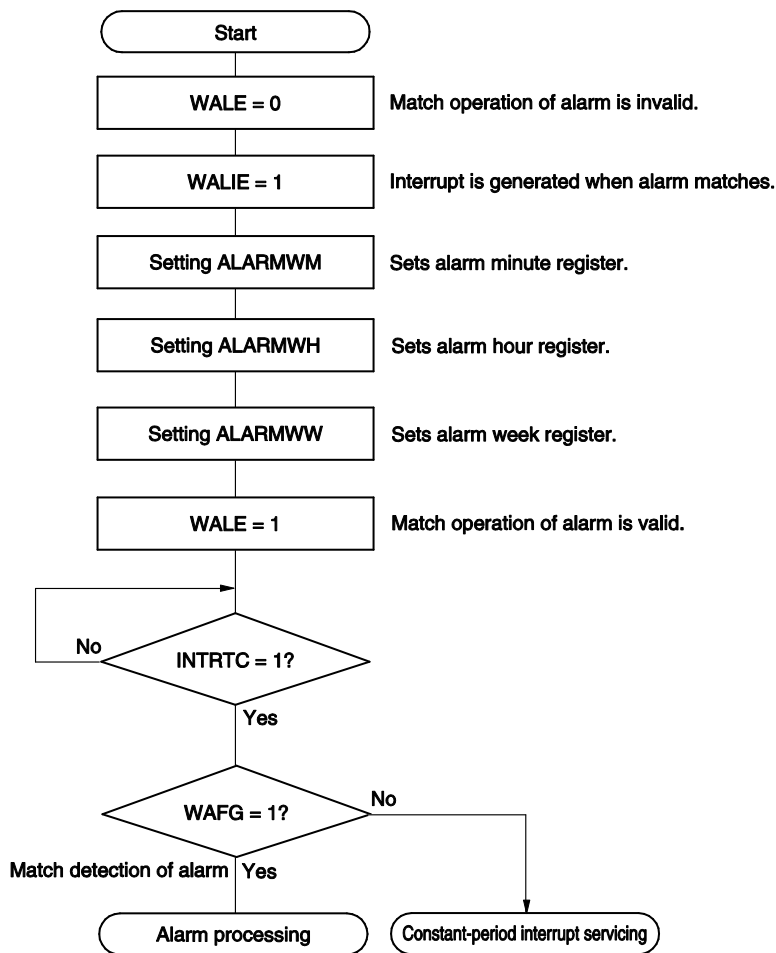 Start
WALE = 0
Match operation of alarm is invalid.
WALIE = 1
Interrupt is generated when alarm matches.
Setting ALARMWM
Sets alarm minute register.
Setting ALARMWH
Sets alarm hour register.
Setting ALARMWW
Sets alarm week register.
WALE = 1
Match operation of alarm is valid.
No
INTRTC = 1?
Yes
WAFG = 1?
No
Match detection of alarm
Yes
Alarm processing
Constant-period interrupt servicing